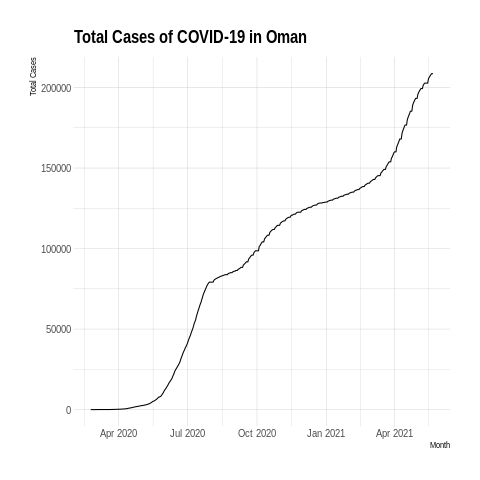 Total Cases of COVID-19 in Oman
Total Cases
200000
150000
100000
50000
0
Apr 2020 Jul 2020 Oct 2020 Jan 2021 Apr 2021
Month